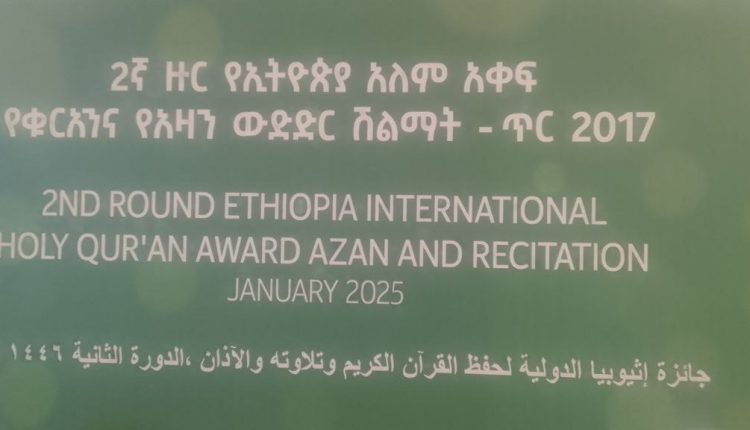 2ኛ ዙር የኢትዮጵያ አለም አቀፍ
የቁርአንና የአዛን ውድድር ሽልማት - ጥር 2017
2ND ROUND ETHIOPIA INTERNATIONAL
HOLY QUR'AN AWARD AZAN AND RECITATION
JANUARY 2025
جائزة إثيوبيا الدولية لحفظ القرآن الكريم وتلاوته والآذان ،الدورة الثانية ١٤٤٦